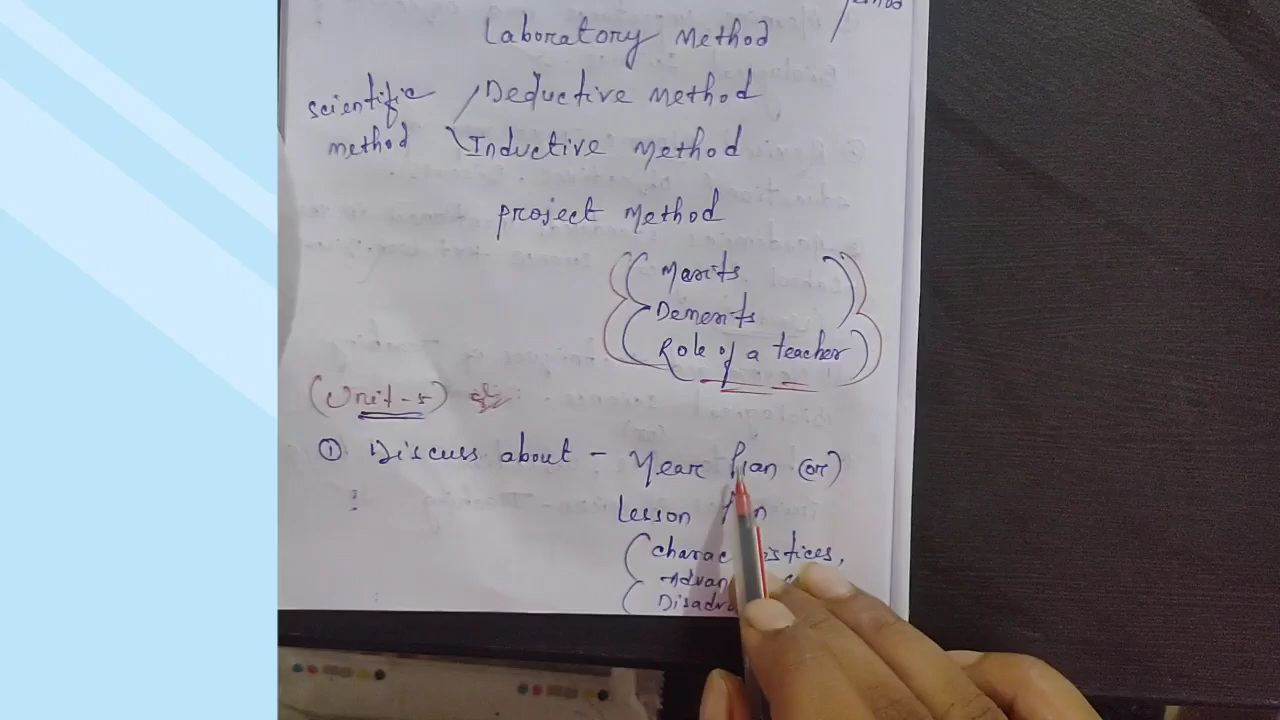 Laboratory Method
scientific method
Deductive Method
Inductive Method
project Method
Merits
Demerits
Role of a teacher
(Unit-5)
① Discuss about - Year Plan (or)
Lesson